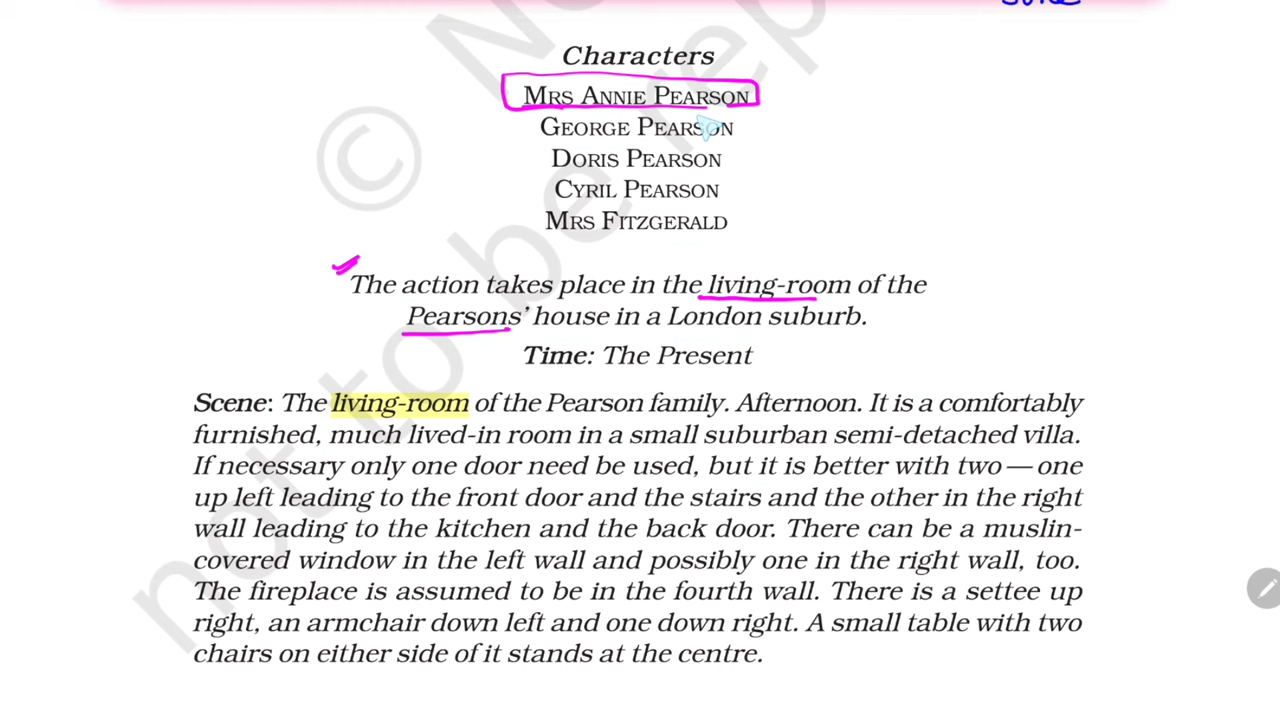 Characters
MRS ANNIE PEARSON
GEORGE PEARSON
DORIS PEARSON
CYRIL PEARSON
MRS FITZGERALD
The action takes place in the living-room of the
Pearsons' house in a London suburb.
Time: The Present
Scene: The living-room of the Pearson family. Afternoon. It is a comfortably
furnished, much lived-in room in a small suburban semi-detached villa.
If necessary only one door need be used, but it is better with two — one
up left leading to the front door and the stairs and the other in the right
wall leading to the kitchen and the back door. There can be a muslin-
covered window in the left wall and possibly one in the right wall, too.
The fireplace is assumed to be in the fourth wall. There is a settee up
right, an armchair down left and one down right. A small table with two
chairs on either side of it stands at the centre.
© N
not to be rep